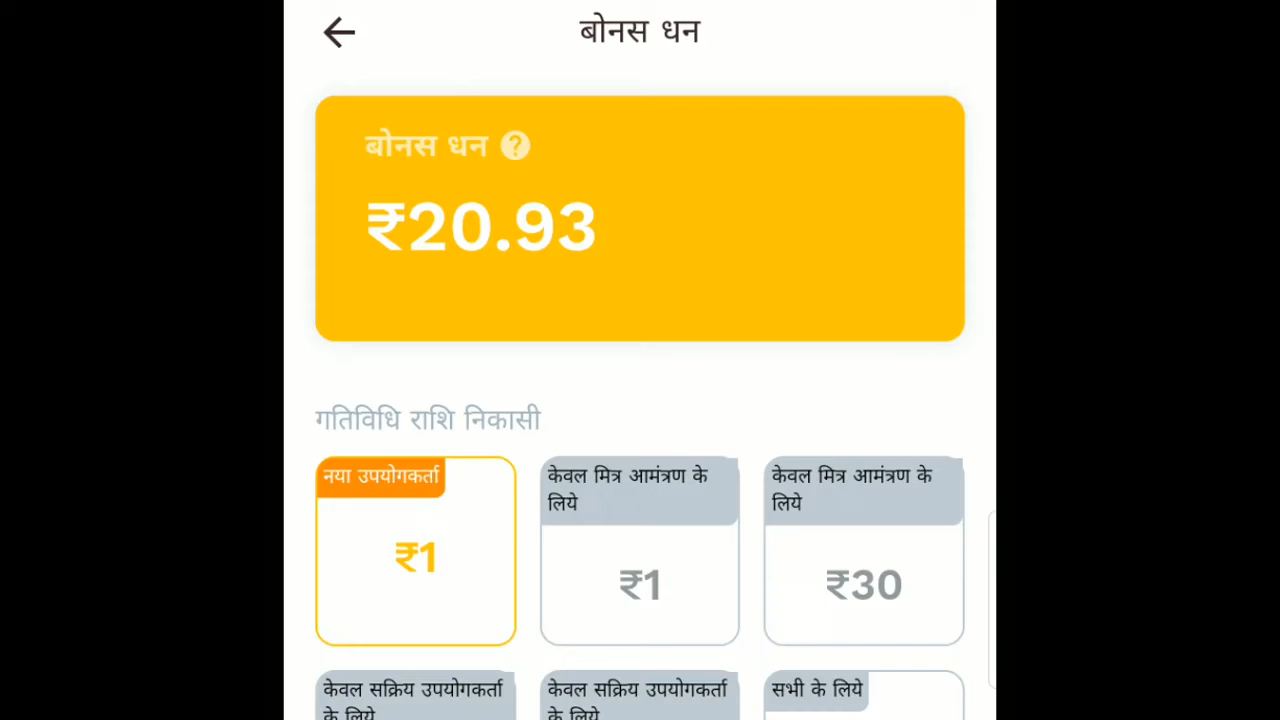 बोनस धन
बोनस धन ?
₹20.93
गतिविधि राशि निकासी
नया उपयोगकर्ता
₹1
केवल मित्र आमंत्रण के
लिये
₹1
केवल मित्र आमंत्रण के
लिये
₹30
केवल सक्रिय उपयोगकर्ता
के लिये
केवल सक्रिय उपयोगकर्ता
के लिये
सभी के लिये